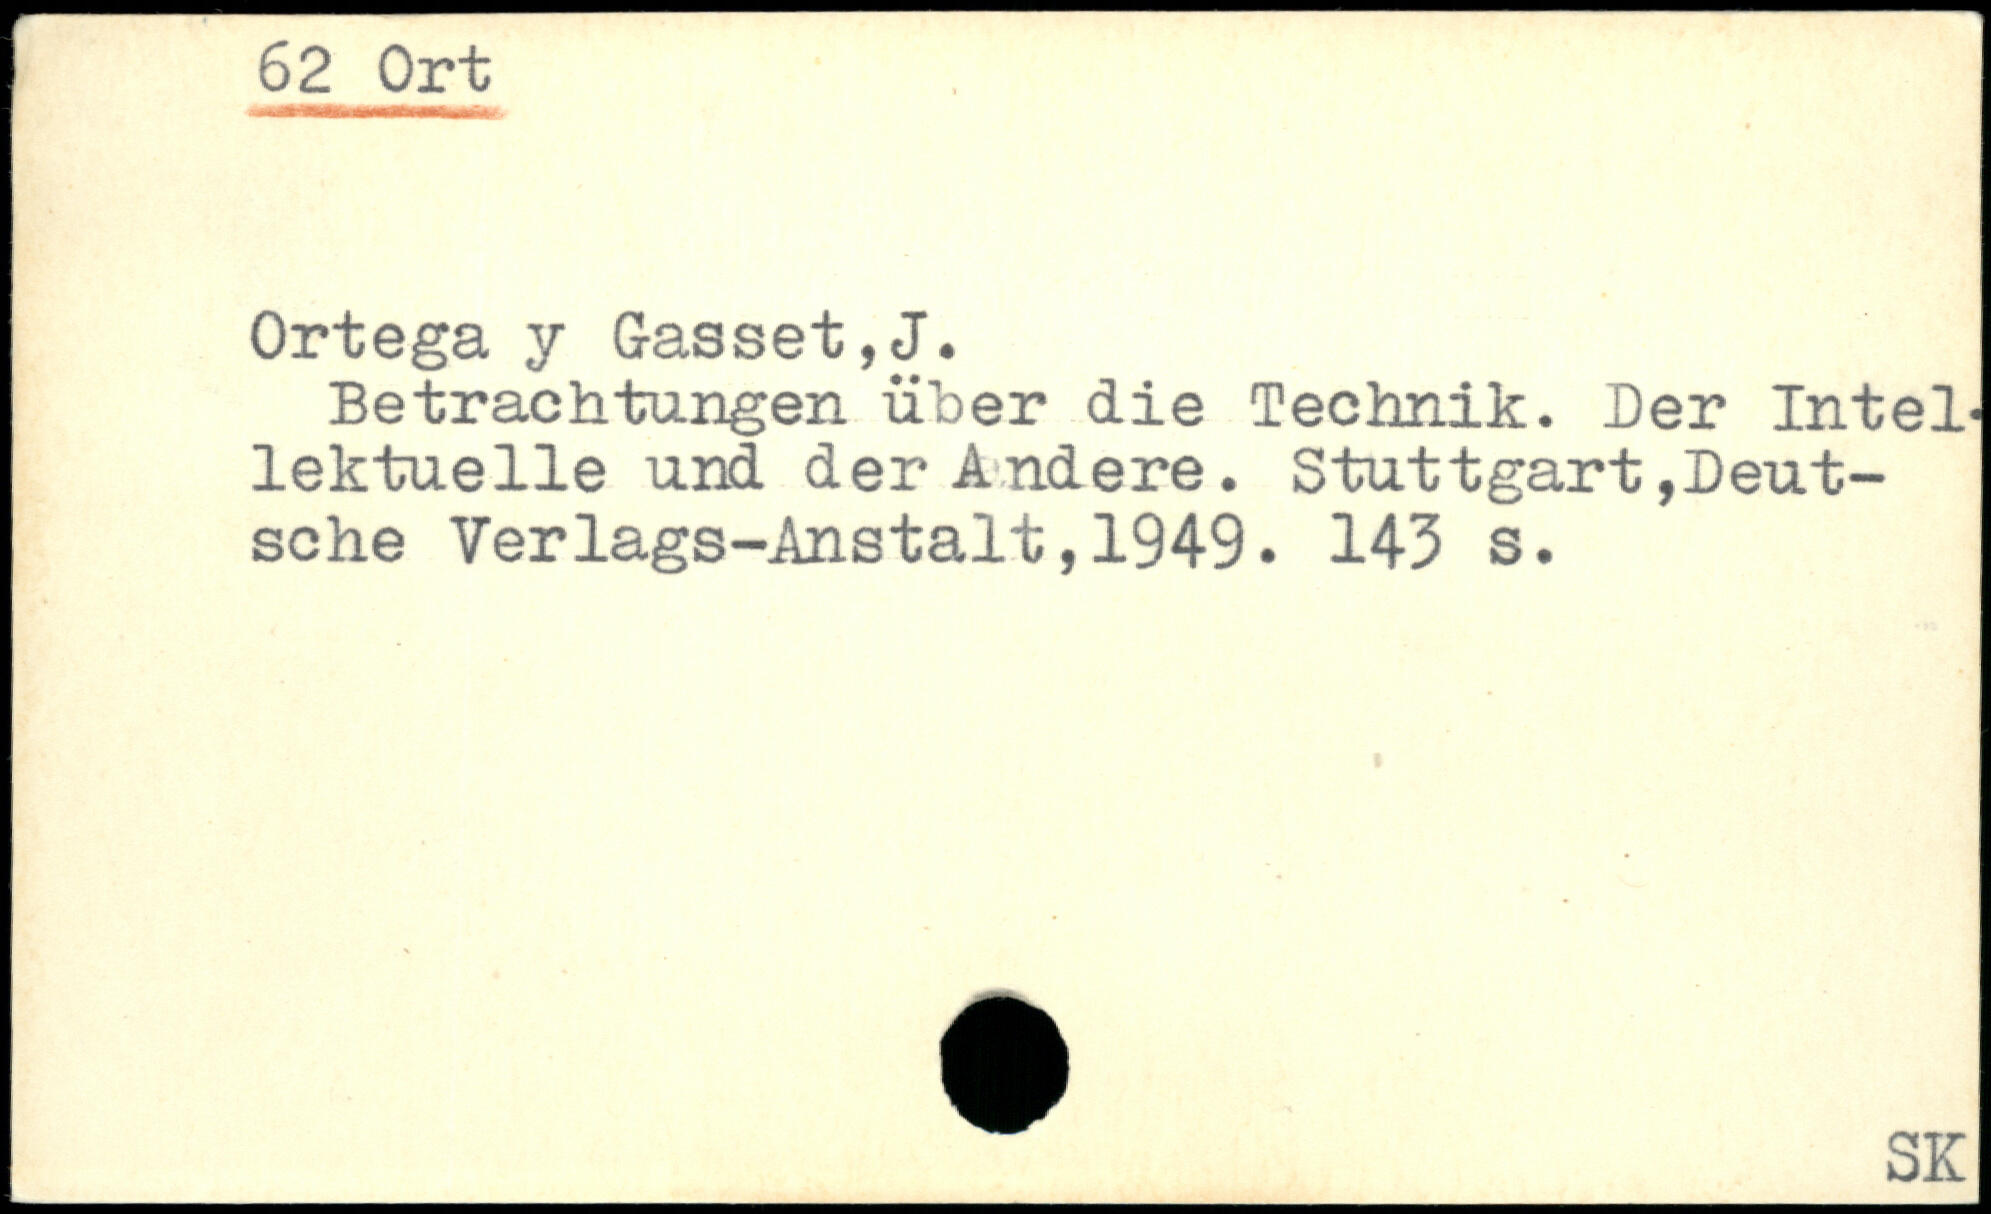 62 Ort
Ortega y Gasset,J.
Betrachtungen über die Technik. Der Intel-
lektuelle und der Andere. Stuttgart,Deut-
sche Verlags-Anstalt,1949. 143 s.
SK